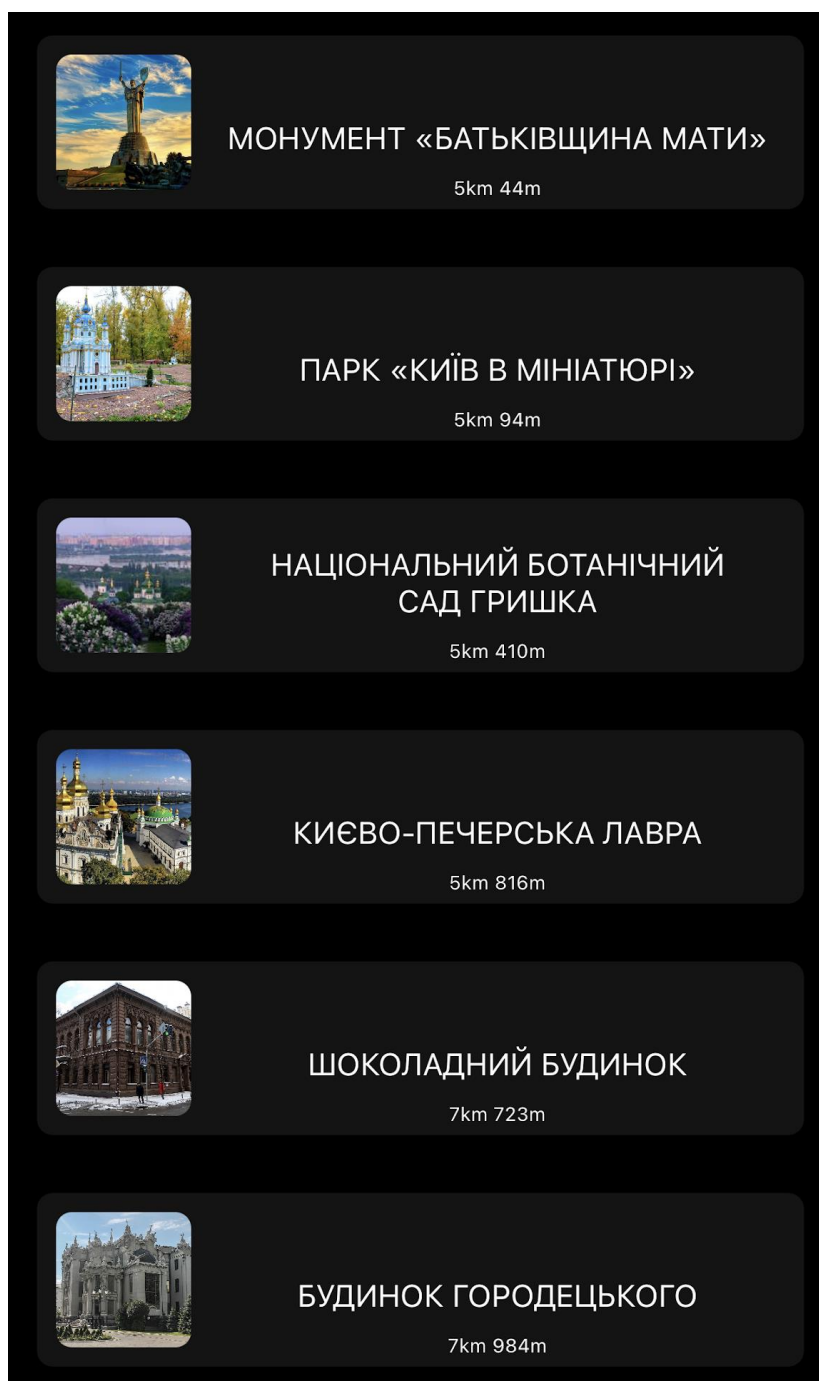 МОНУМЕНТ «БАТЬКІВЩИНА МАТИ»
5km 44m
ПАРК «КИЇВ В МІНІАТЮРІ»
5km 94m
НАЦІОНАЛЬНИЙ БОТАНІЧНИЙ
САД ГРИШКА
5km 410m
КИЄВО-ПЕЧЕРСЬКА ЛАВРА
5km 816m
ШОКОЛАДНИЙ БУДИНОК
7km 723m
БУДИНОК ГОРОДЕЦЬКОГО
7km 984m